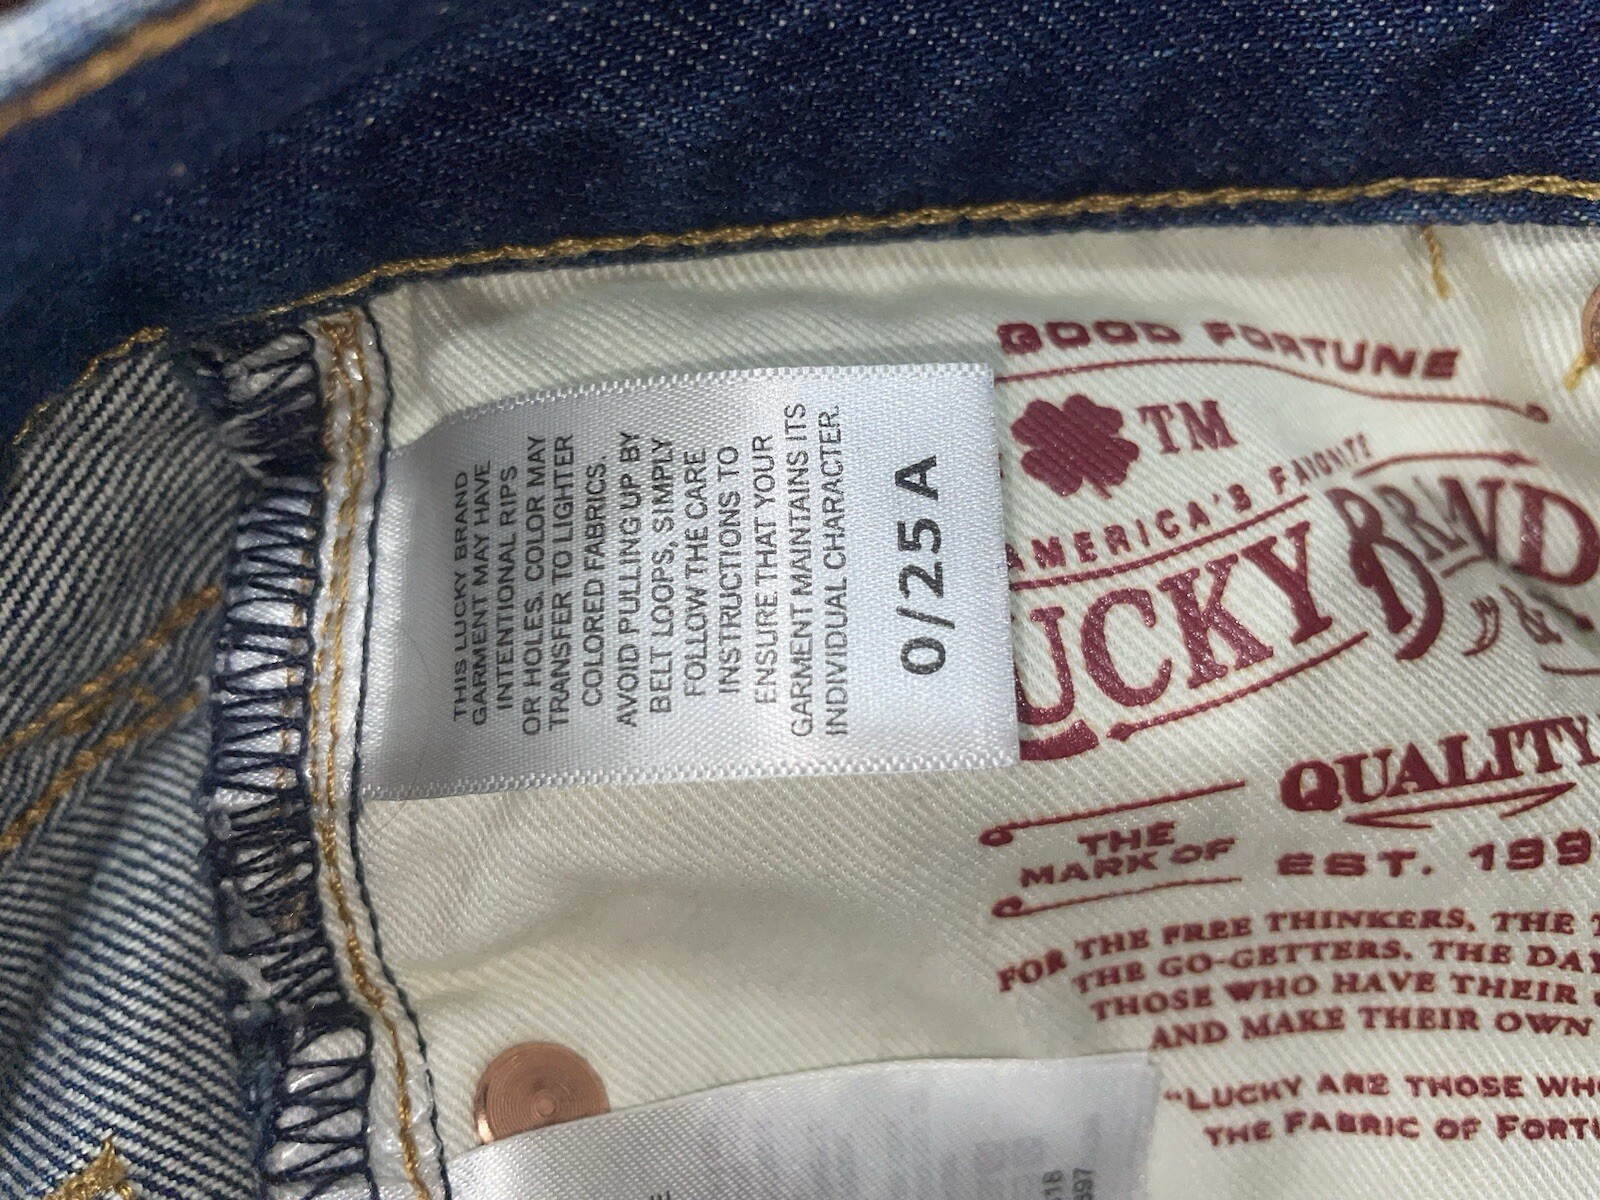 THIS LUCKY BRAND
GARMENT MAY HAVE
INTENTIONAL RIPS
OR HOLES. COLOR MAY
TRANSFER TO LIGHTER
COLORED FABRICS.
AVOID PULLING UP BY
BELT LOOPS, SIMPLY
FOLLOW THE CARE
INSTRUCTIONS TO
ENSURE THAT YOUR
GARMENT MAINTAINS ITS
INDIVIDUAL CHARACTER.
0/25 A
GOOD FORTUNE
TM
AMERICA'S FAVORITE
UCKY BRAND
&
QUALITY
THE
MARK OF
EST. 199
FOR THE FREE THINKERS, THE
THE GO-GETTERS. THE
THOSE WHO HAVE THEIR
AND MAKE THEIR OWN
"LUCKY ARE THOSE
THE FABRIC OF